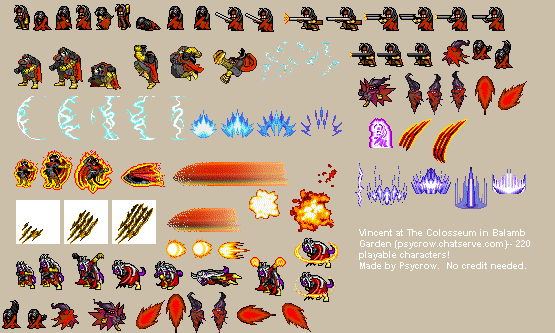 Vincent at The Colosseum in Balamb
Garden (psycrow.chatserve.com)- 220
playable characters!
Made by Psycrow. No credit needed.